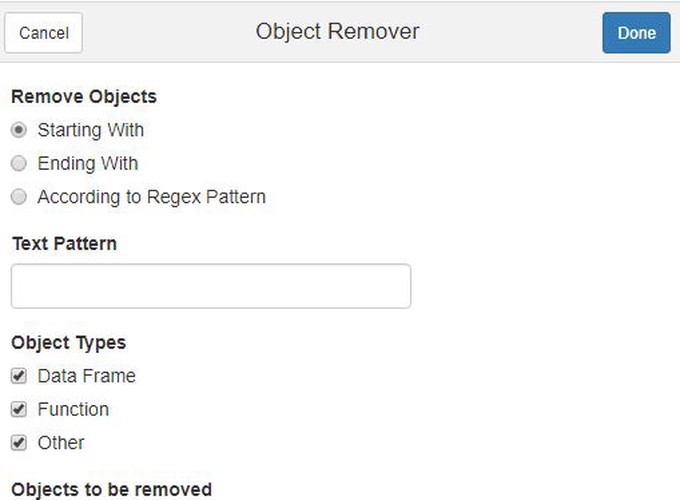 Cancel
Object Remover
Done
Remove Objects
Starting With
Ending With
According to Regex Pattern
Text Pattern
Object Types
Data Frame
Function
Other
Objects to be removed